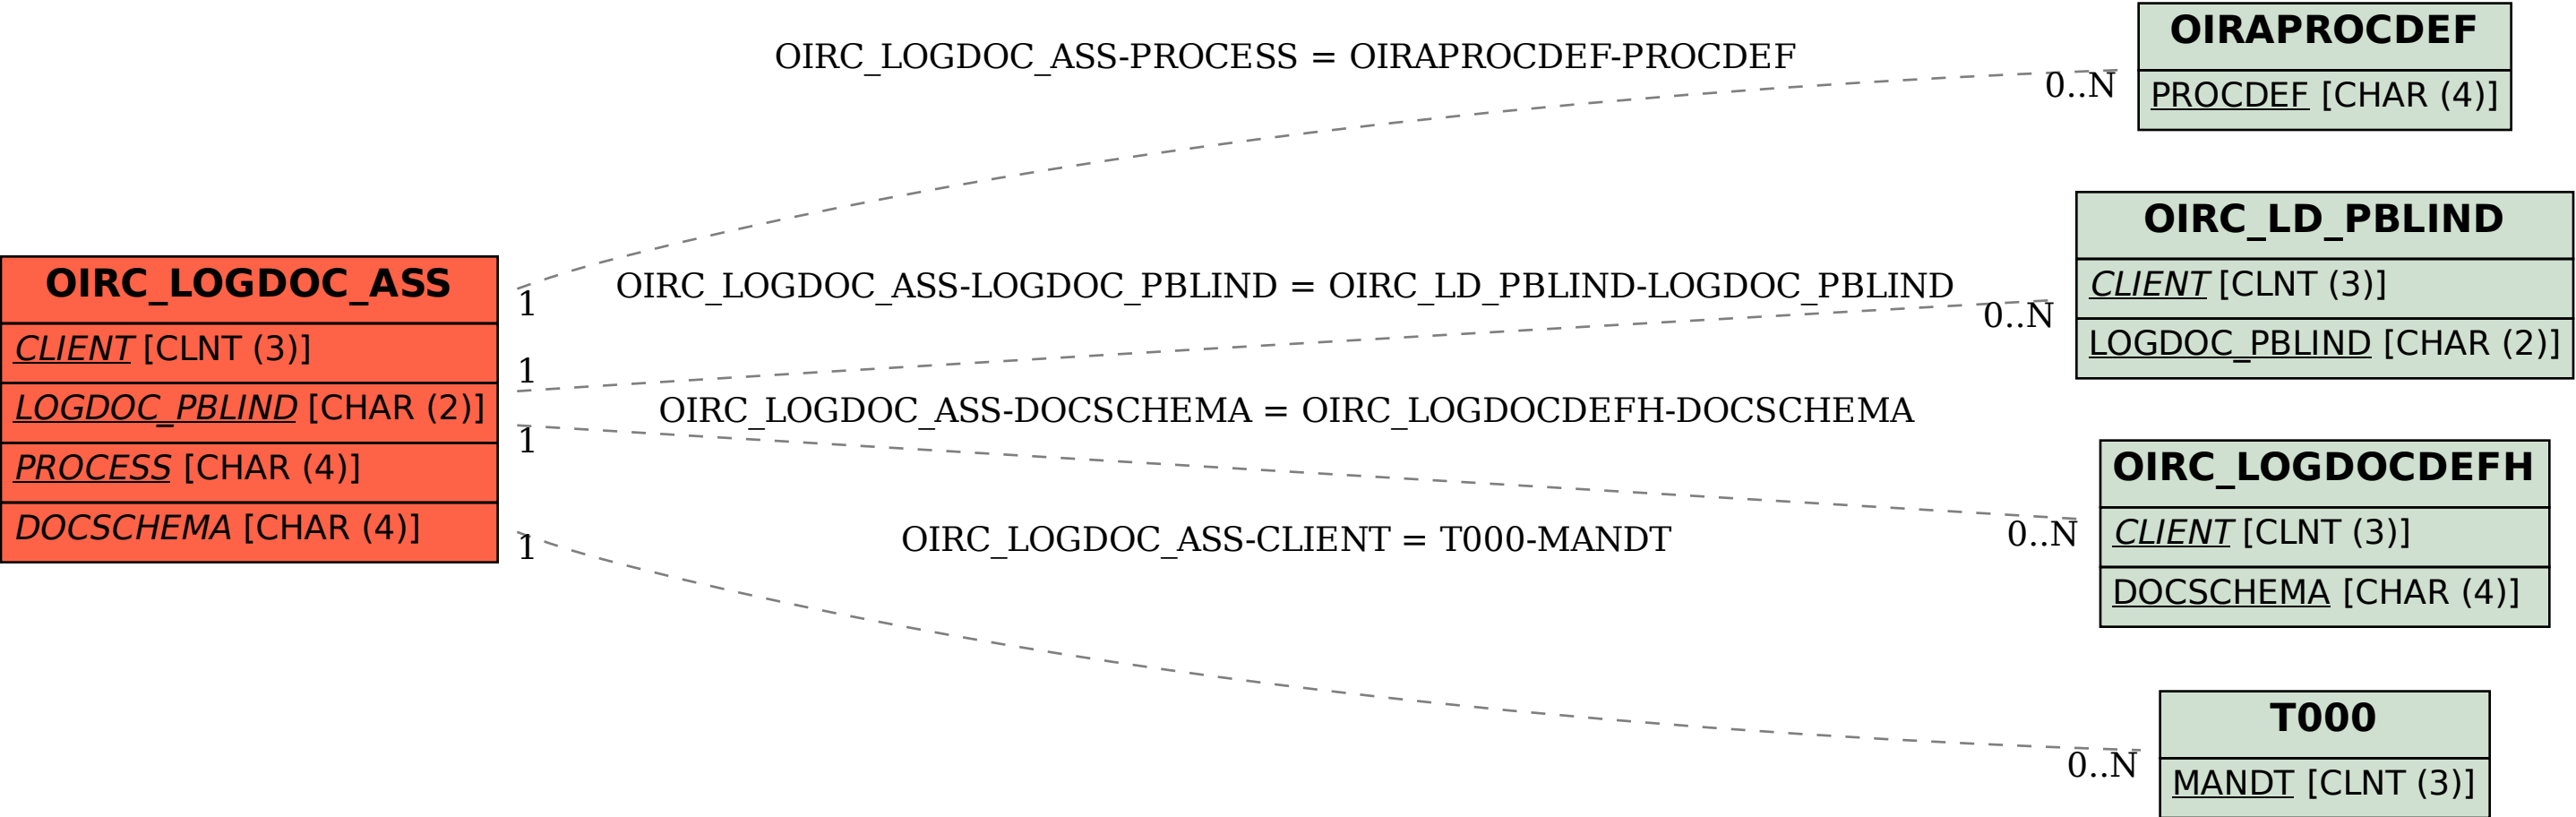 OIRAPROCDEF
PROCDEF [CHAR (4)]
OIRC_LOGDOC_ASS-PROCESS = OIRAPROCDEF-PROCDEF
0..N
1
OIRC_LD_PBLIND
CLIENT [CLNT (3)]
LOGDOC_PBLIND [CHAR (2)]
OIRC_LOGDOC_ASS-LOGDOC_PBLIND = OIRC_LD_PBLIND-LOGDOC_PBLIND
0..N
1
OIRC_LOGDOC_ASS
CLIENT [CLNT (3)]
LOGDOC_PBLIND [CHAR (2)]
PROCESS [CHAR (4)]
DOCSCHEMA [CHAR (4)]
OIRC_LOGDOC_ASS-DOCSCHEMA = OIRC_LOGDOCDEFH-DOCSCHEMA
1
0..N
OIRC_LOGDOCDEFH
CLIENT [CLNT (3)]
DOCSCHEMA [CHAR (4)]
OIRC_LOGDOC_ASS-CLIENT = T000-MANDT
1
0..N
T000
MANDT [CLNT (3)]